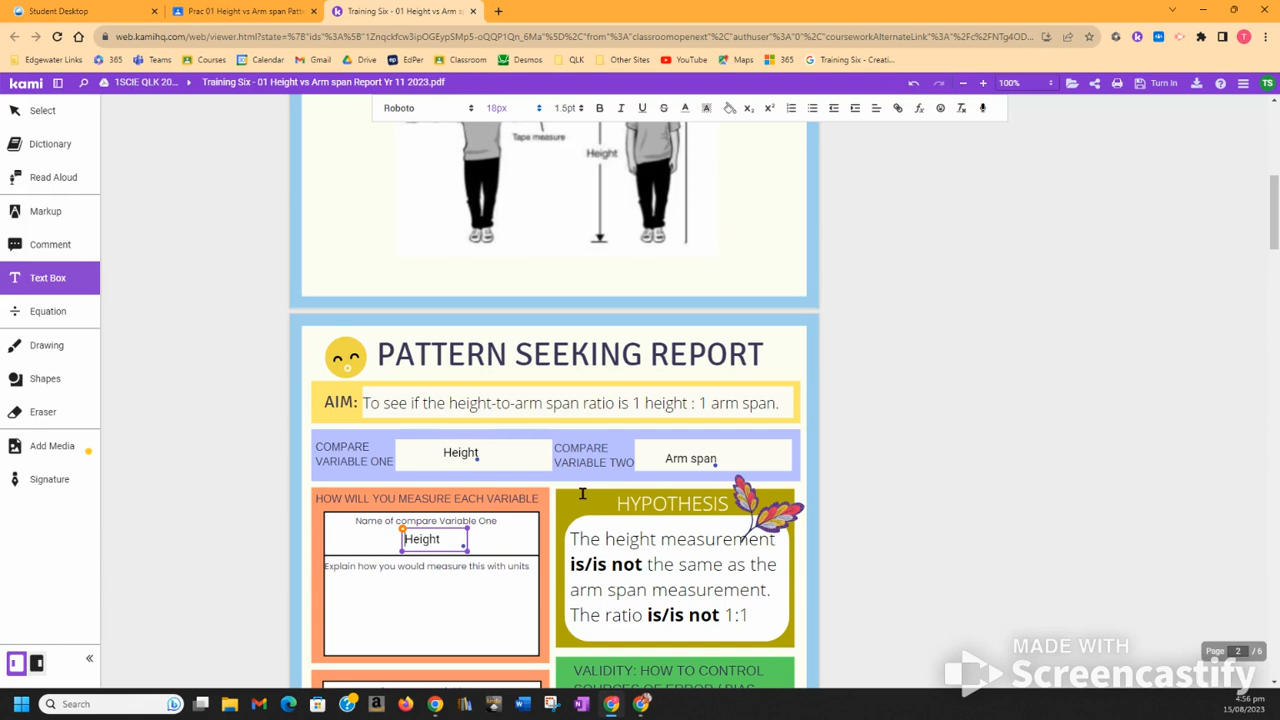 Student Desktop
Prac 01 Height vs Arm span Patt
Training Six - 01 Height vs Arm sp
web.kamihq.com/web/viewer.html?state=%7B"ids"%3A%5B"1Znqckfcw3ipOGEypSMp5-oQQP1Qn_6Ma%5D%2C"from"%3A"classroomopennext"%2C"authuser"%3A"0"%2C"courseworkAlternateLink"%3A%2Fc%2FNTg4OD...
Edgewater Links
365
Teams
Courses
Calendar
Gmail
Drive
EdPer
Classroom
Desmos
QLK
Other Sites
YouTube
Maps
365
Training Six - Creati...
kami
1SCIE QLK 20...
Training Six - 01 Height vs Arm span Report Yr 11 2023.pdf
100%
Turn In
TS
Select
Dictionary
Read Aloud
Markup
Comment
Text Box
Equation
Drawing
Shapes
Eraser
Add Media
Signature
Roboto 18px 1.5pt
Tape measure
Height
PATTERN SEEKING REPORT
AIM: To see if the height-to-arm span ratio is 1 height : 1 arm span.
COMPARE VARIABLE ONE
Height
COMPARE VARIABLE TWO
Arm span
HOW WILL YOU MEASURE EACH VARIABLE
Name of compare Variable One
Height
Explain how you would measure this with units
HYPOTHESIS
The height measurement
is/is not the same as the
arm span measurement.
The ratio is/is not 1:1
VALIDITY: HOW TO CONTROL
SOURCES OF ERROR / BIAS
MADE WITH
Screencastify
Page 2 / 6
Search
4:56 pm
15/08/2023